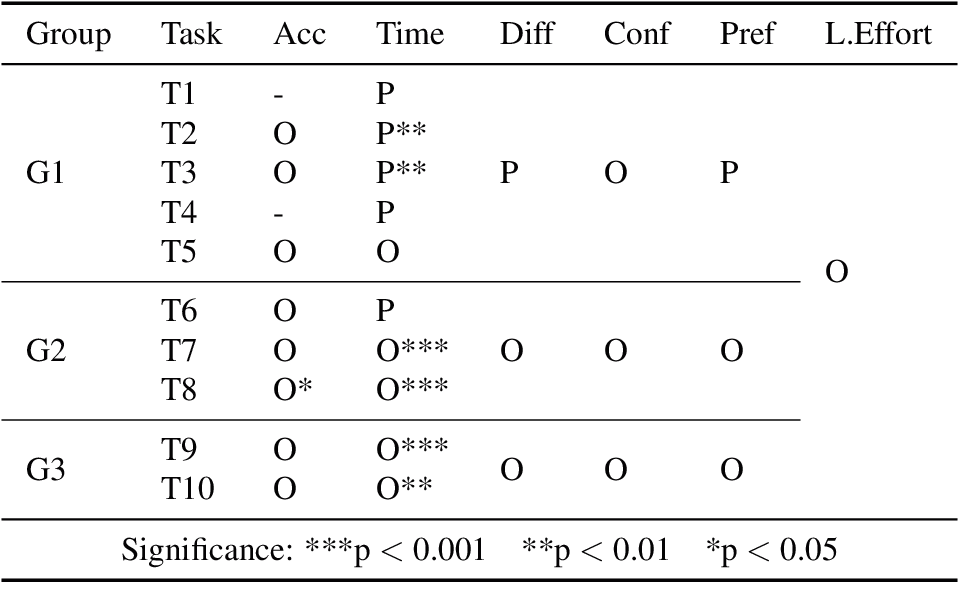 Group Task Acc Time Diff Conf Pref L.Effort
T1 - P
T2 O P**
G1 T3 O P** P O P
T4 - P
T5 O O
O
T6 O P
G2 T7 O O*** O O O
T8 O* O***
T9 O O***
G3 O O O
T10 O O**
Significance: ***p < 0.001 **p < 0.01 *p < 0.05